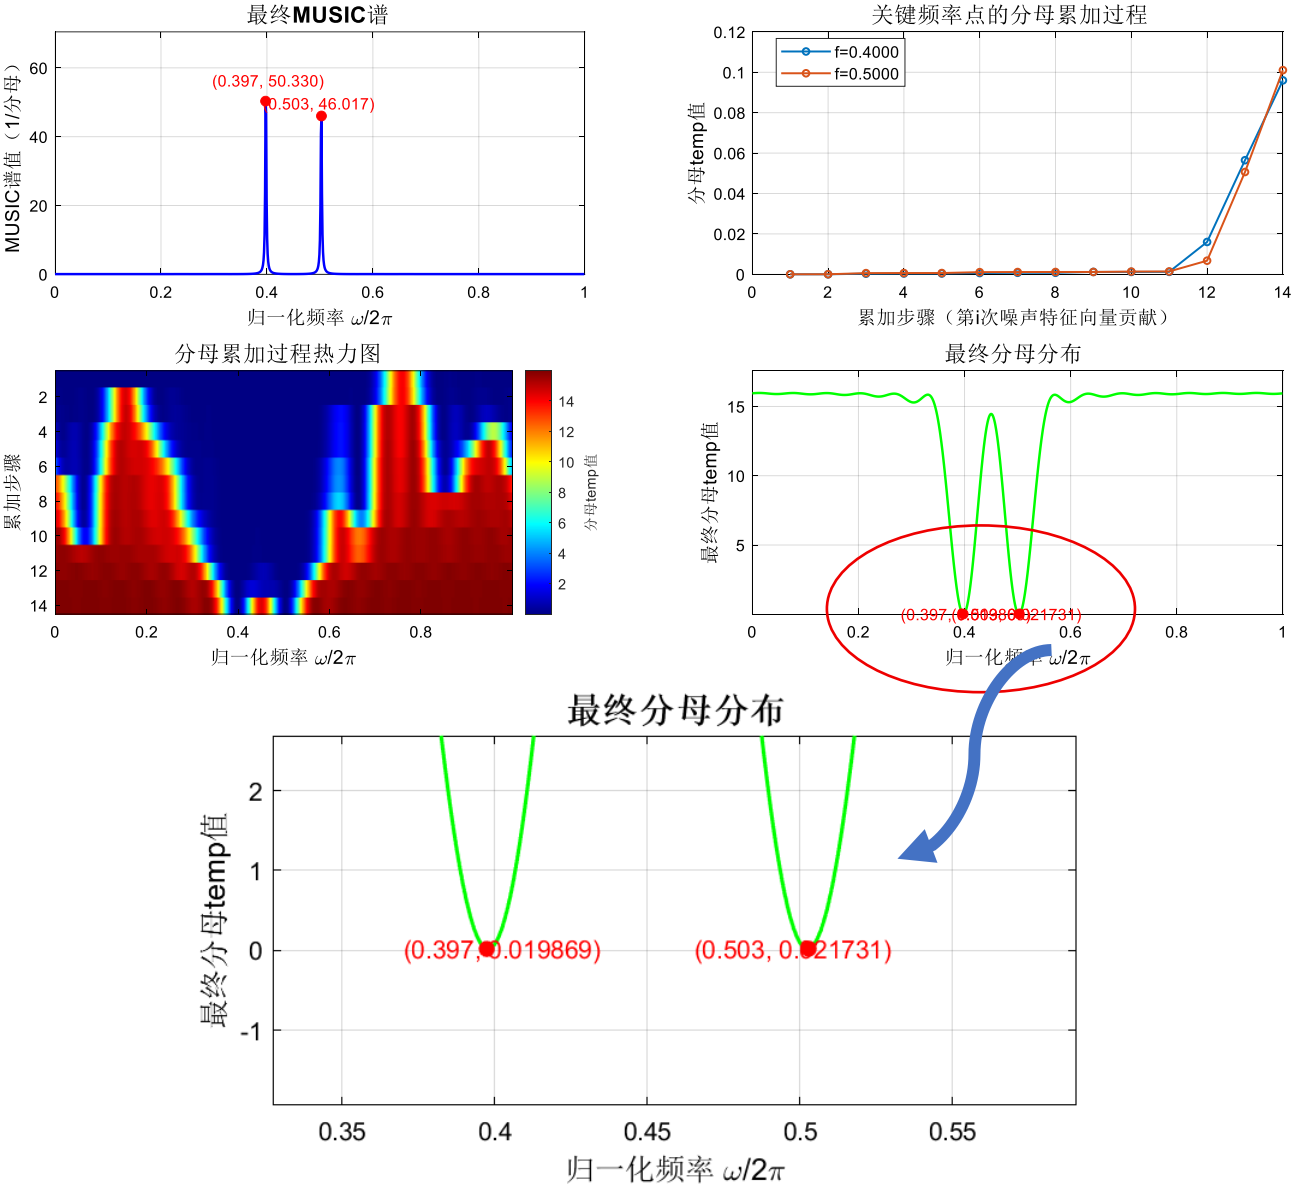 最终MUSIC谱
MUSIC谱值（1/分母）
60
40
20
0
(0.397, 50.330)
(0.503, 46.017)
0 0.2 0.4 0.6 0.8 1
归一化频率 ω/2π
关键频率点的分母累加过程
分母temp值
0.12
0.1
0.08
0.06
0.04
0.02
0
f=0.4000
f=0.5000
0 2 4 6 8 10 12 14
累加步骤（第i次噪声特征向量贡献）
分母累加过程热力图
累加步骤
2
4
6
8
10
12
14
0 0.2 0.4 0.6 0.8
归一化频率 ω/2π
14
12
10
8
6
4
2
分母temp值
最终分母分布
最终分母temp值
15
10
5
0 0.2 0.4 0.6 0.8 1
归一化频率 ω/2π
最终分母分布
最终分母temp值
2
1
0
-1
(0.397, 0.019869)
(0.503, 0.021731)
0.35 0.4 0.45 0.5 0.55
归一化频率 ω/2π